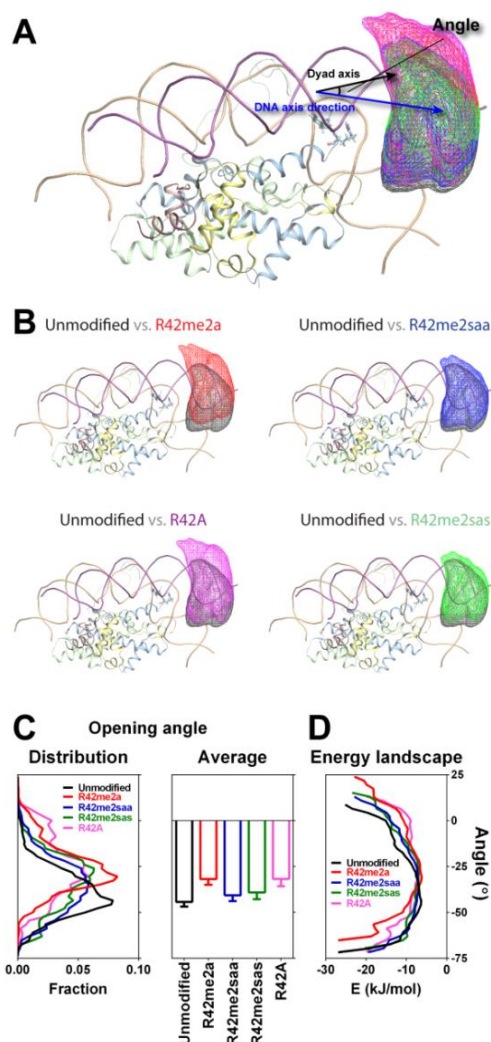 A
Angle
Dyad axis
DNA axis direction
B
Unmodified vs. R42me2a
Unmodified vs. R42me2saa
Unmodified vs. R42A
Unmodified vs. R42me2sas
C
Opening angle
Distribution
Average
Unmodified
R42me2a
R42me2saa
R42me2sas
R42A
0.00
0.05
0.10
Fraction
Unmodified
R42me2a
R42me2saa
R42me2sas
R42A
D
Energy landscape
Unmodified
R42me2a
R42me2saa
R42me2sas
R42A
25
0
-25
-50
-75
Angle (°)
-30
-20
-10
0
E (kJ/mol)